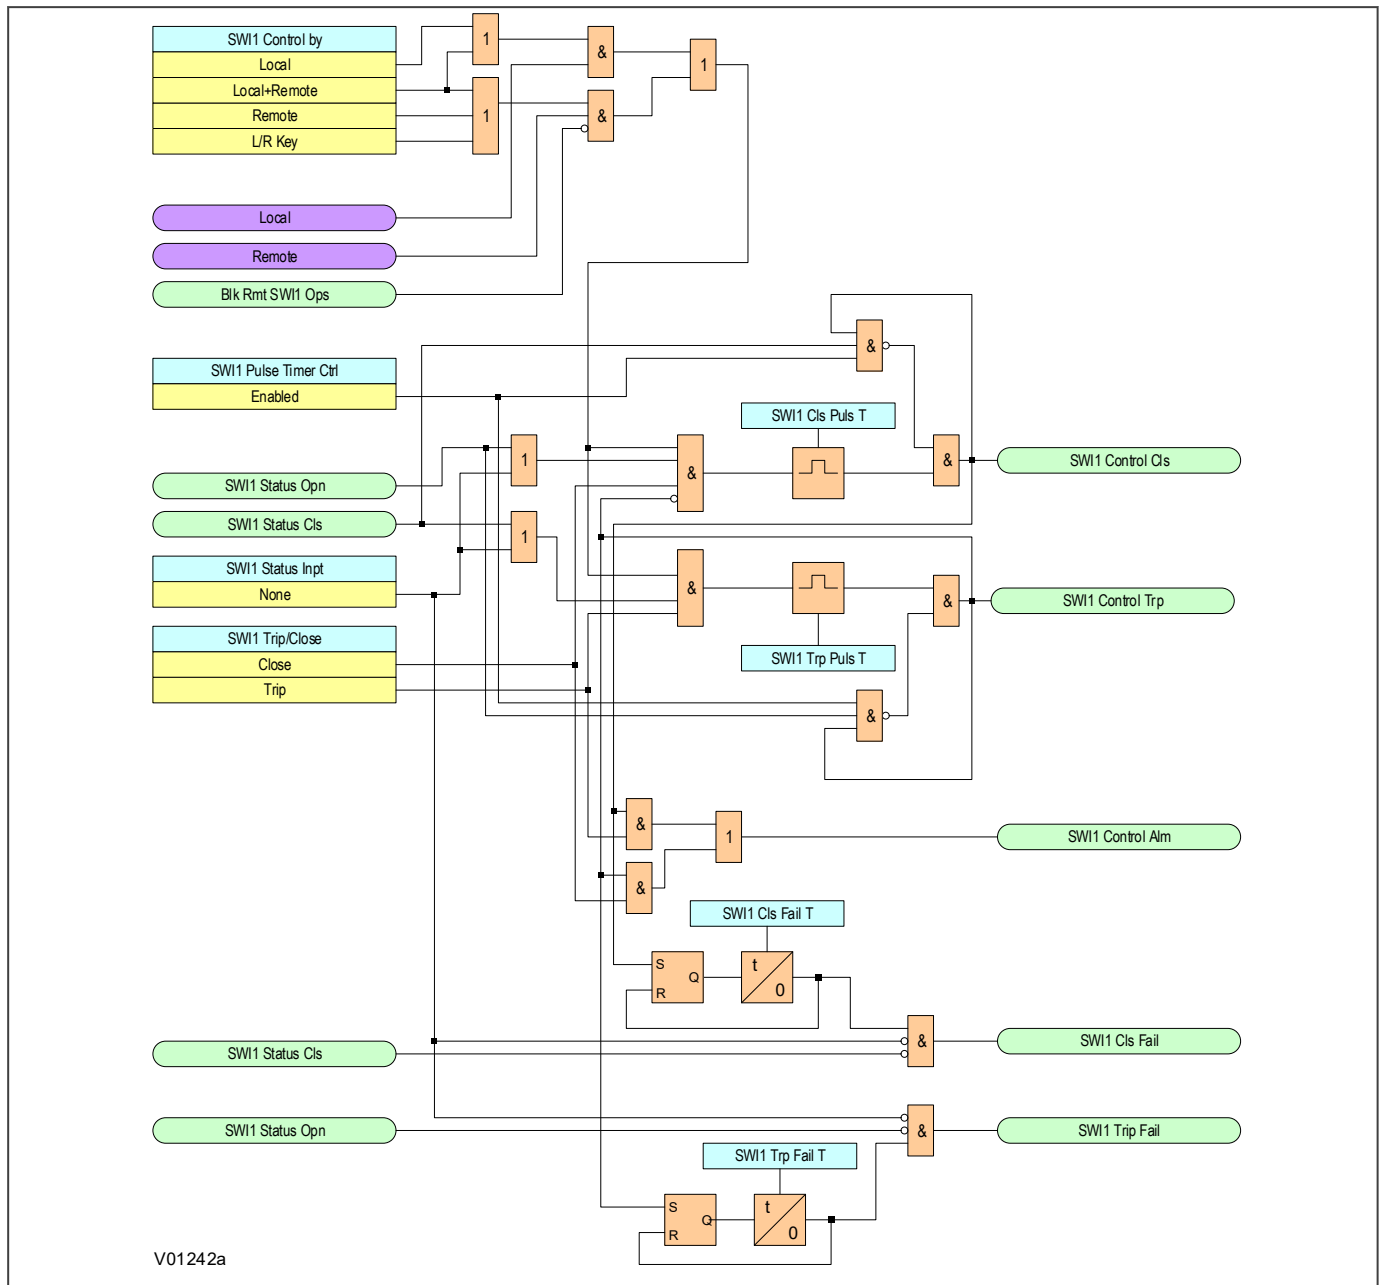 SWI1 Control by
Local
Local+Remote
Remote
L/R Key
1
1
&
&
1
Local
Remote
Blk Rmt SWI1 Ops
SWI1 Pulse Timer Ctrl
Enabled
&
SWI1 Cls Puls T
SWI1 Status Opn
1
&
&
SWI1 Control Cls
SWI1 Status Cls
1
SWI1 Status Inpt
None
&
&
SWI1 Control Trp
SWI1 Trip/Close
Close
Trip
SWI1 Trp Puls T
&
&
1
SWI1 Control Alm
&
SWI1 Cls Fail T
S
R
Q
t
0
SWI1 Status Cls
&
SWI1 Cls Fail
SWI1 Status Opn
&
SWI1 Trip Fail
SWI1 Trp Fail T
S
R
Q
t
0
V01242a